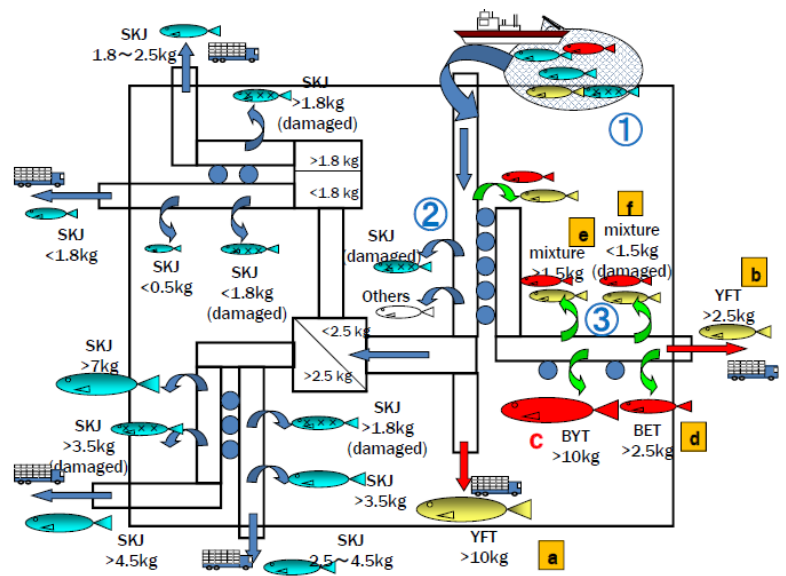 SKJ
1.8～2.5kg
SKJ
>1.8kg
(damaged)
①
>1.8 kg
<1.8 kg
②
SKJ
<1.8kg
SKJ
<0.5kg
SKJ
<1.8kg
(damaged)
SKJ
(damaged)
Others
e
mixture
>1.5kg
f
mixture
<1.5kg
(damaged)
③
b
YFT
>2.5kg
<2.5 kg
>2.5 kg
SKJ
>7kg
SKJ
>3.5kg
(damaged)
SKJ
>1.8kg
(damaged)
SKJ
>3.5kg
C
BYT
>10kg
BET
>2.5kg
d
SKJ
>4.5kg
SKJ
2.5～4.5kg
YFT
>10kg
a